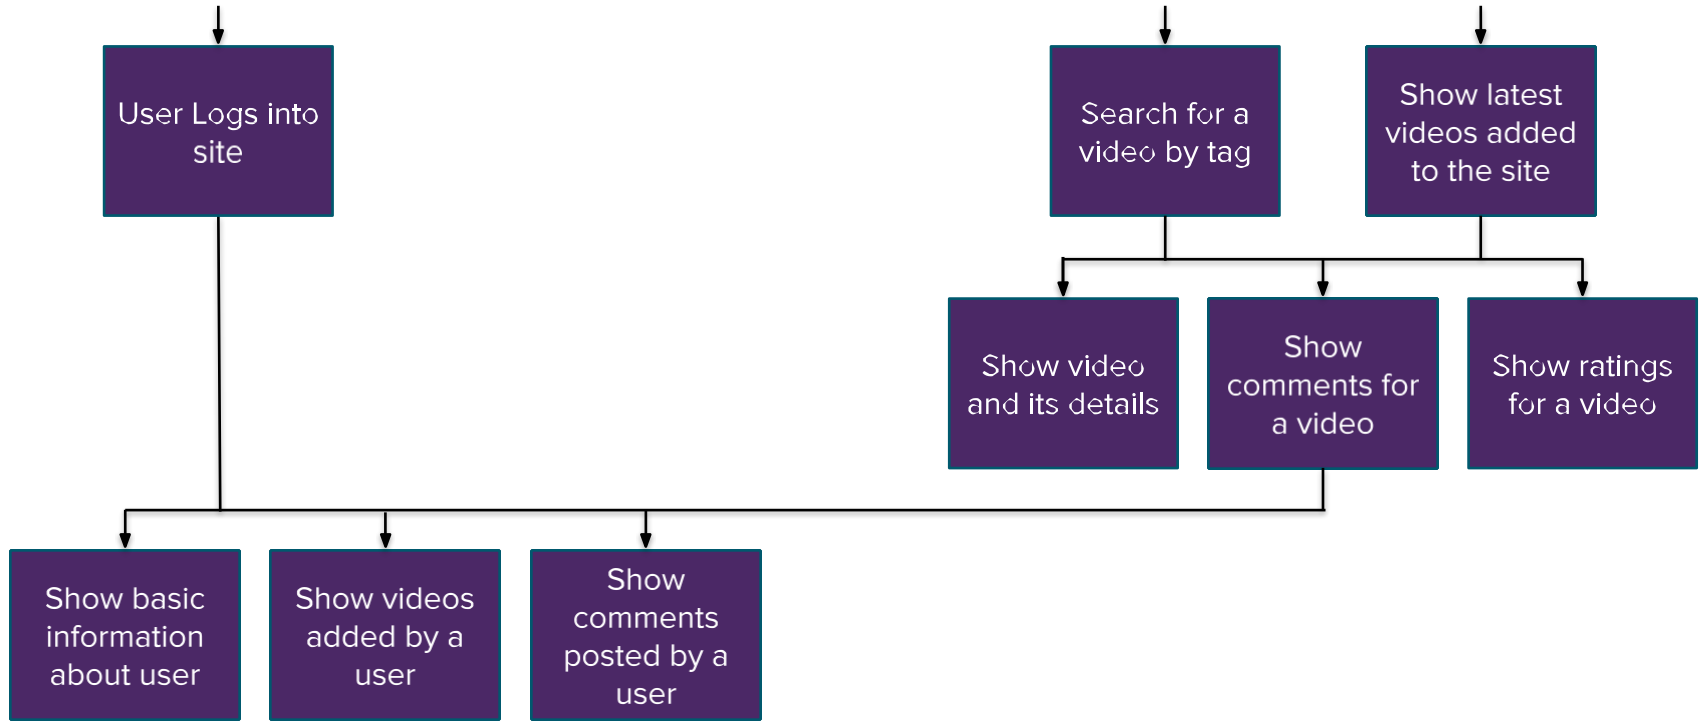 User Logs into
site
Search for a
video by tag
Show latest
videos added
to the site
Show video
and its details
Show
comments for
a video
Show ratings
for a video
Show basic
information
about user
Show videos
added by a
user
Show
comments
posted by a
user